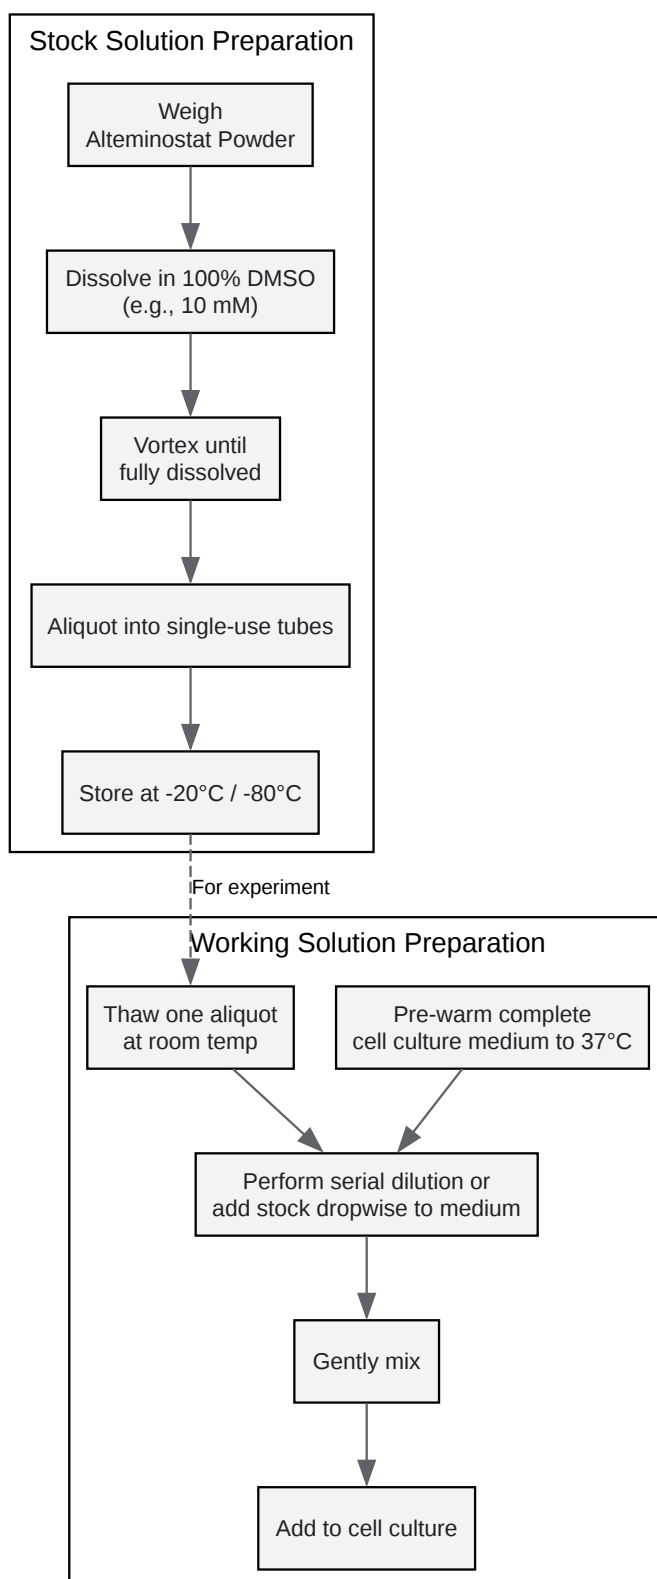 Stock Solution Preparation
Weigh
Alteminostat Powder
Dissolve in 100% DMSO
(e.g., 10 mM)
Vortex until
fully dissolved
Aliquot into single-use tubes
Store at -20°C / -80°C
For experiment
Working Solution Preparation
Thaw one aliquot
at room temp
Pre-warm complete
cell culture medium to 37°C
Perform serial dilution or
add stock dropwise to medium
Gently mix
Add to cell culture